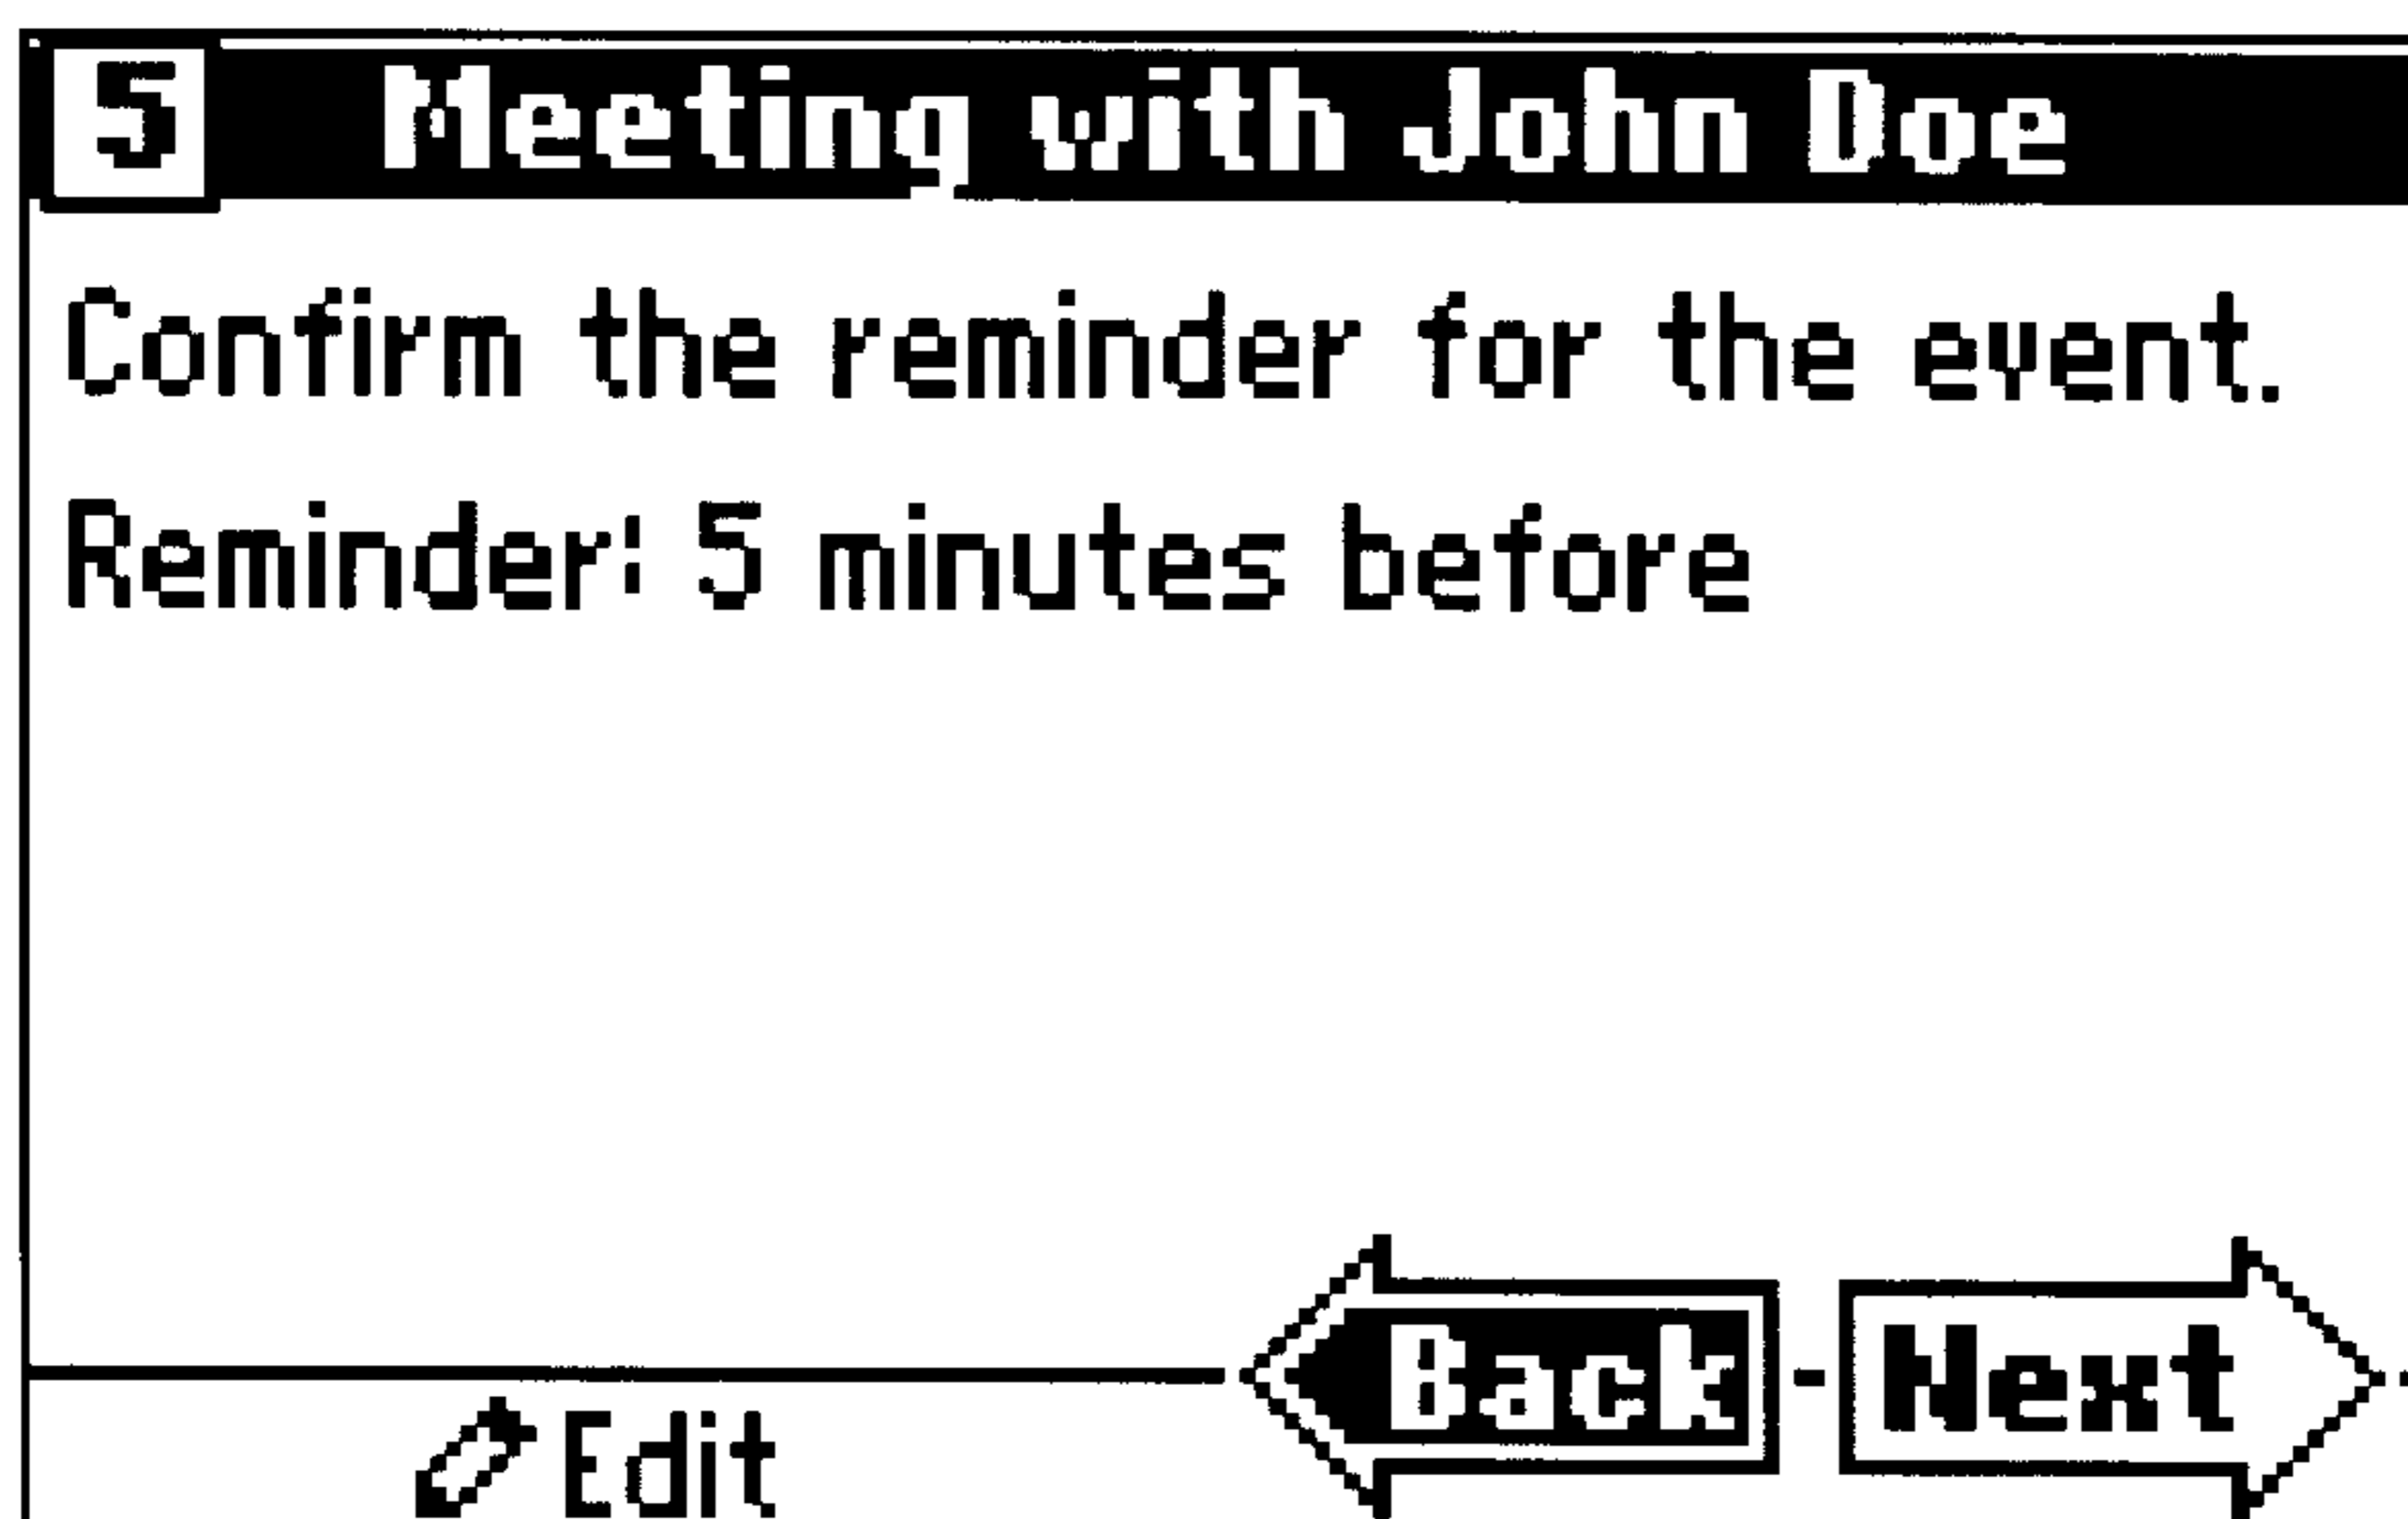 5 Meeting with John Doe
Confirm the reminder for the event.
Reminder: 5 minutes before
Back Next
Edit